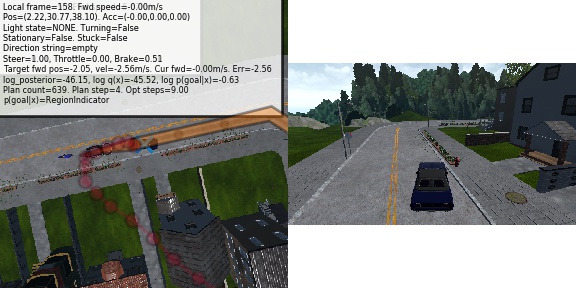 Local frame=158. Fwd speed=-0.00m/s
Pos=(2.22,30.77,38.10). Acc=(-0.00,0.00,0.00)
Light state=NONE. Turning=False
Stationary=False. Stuck=False
Direction string=empty
Steer=1.00, Throttle=0.00, Brake=0.51
Target fwd pos=-2.05, vel=-2.56m/s. Cur fwd=-0.00m/s. Err=-2.56
log_posterior=-46.15, log q(x)=-45.52, log p(goal|x)=-0.63
Plan count=639. Plan step=4. Opt steps=9.00
p(goal|x)=RegionIndicator